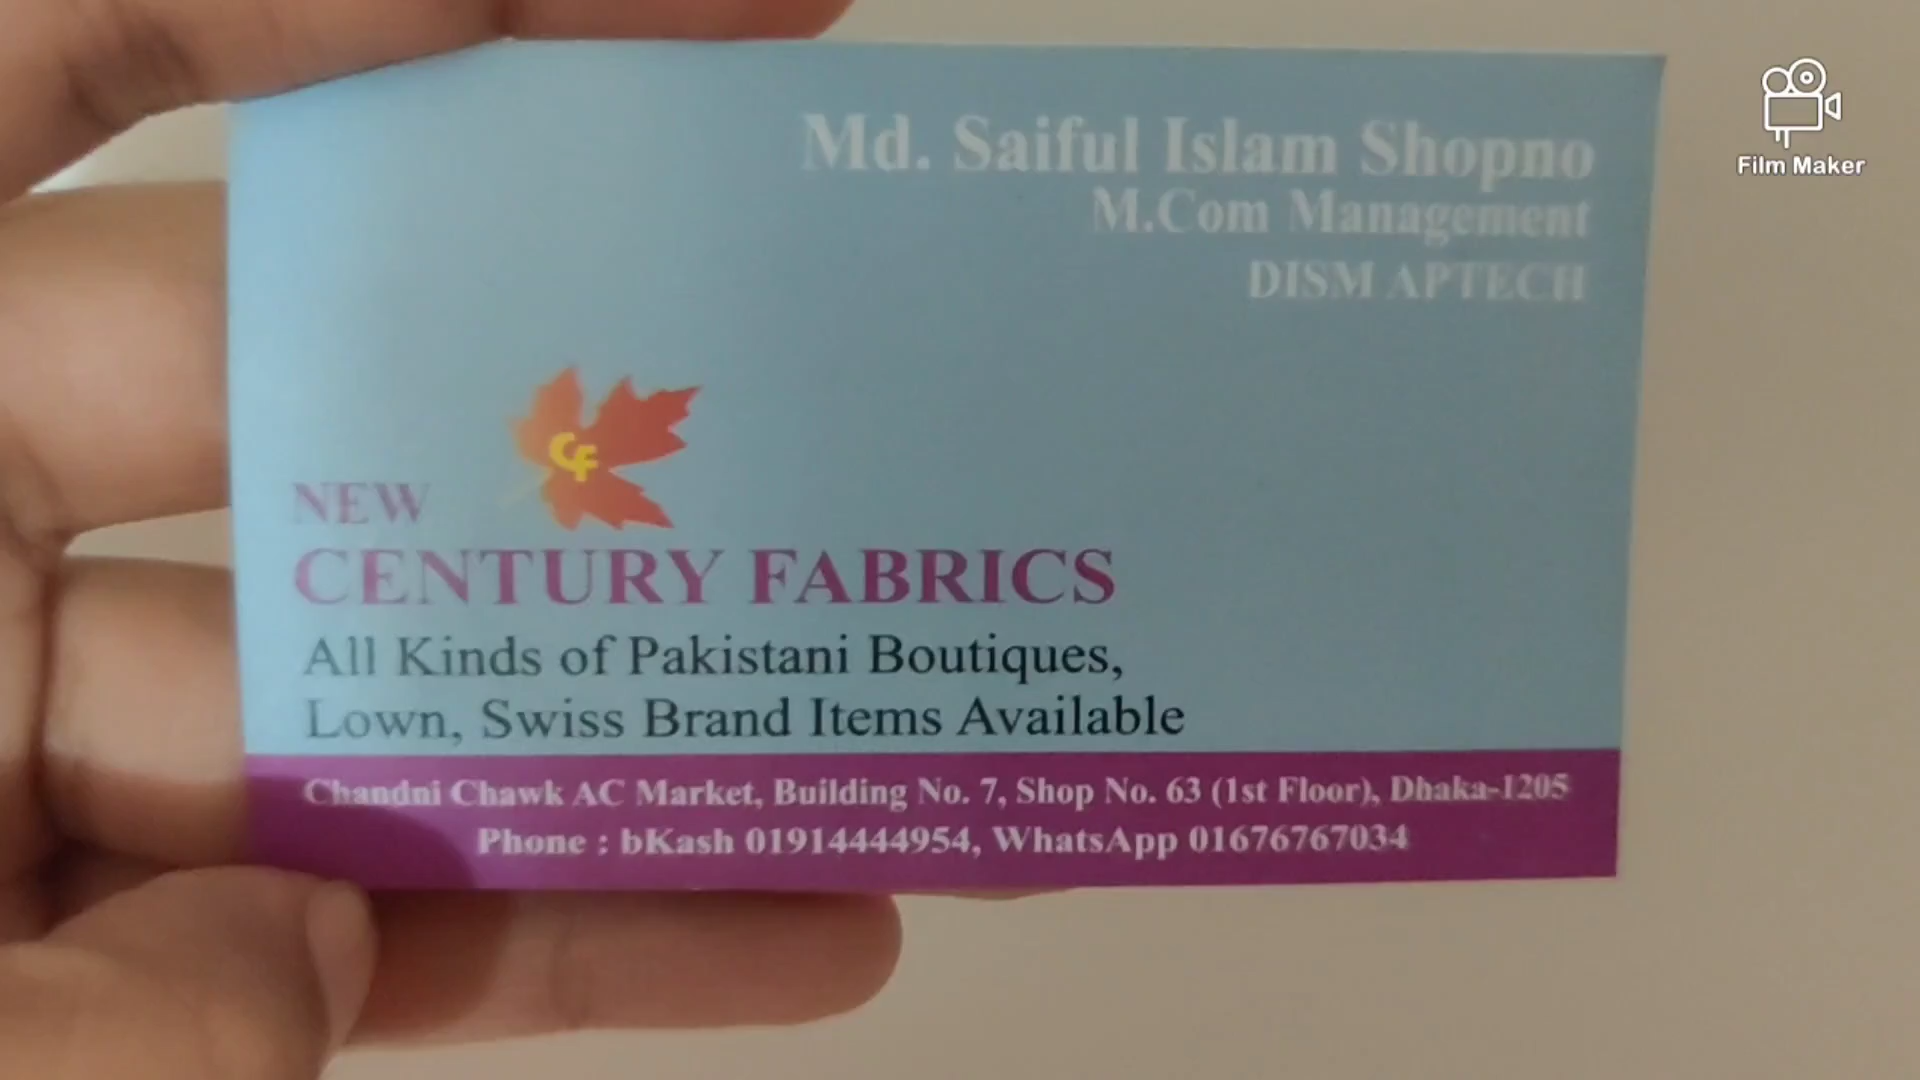 Md. Saiful Islam Shopno
M.Com Management
DISM APTECH
CF
NEW
CENTURY FABRICS
All Kinds of Pakistani Boutiques,
Lown, Swiss Brand Items Available
Chandni Chawk AC Market, Building No. 7, Shop No. 63 (1st Floor), Dhaka-1205
Phone : bKash 01914444954, WhatsApp 01676767034
Film Maker